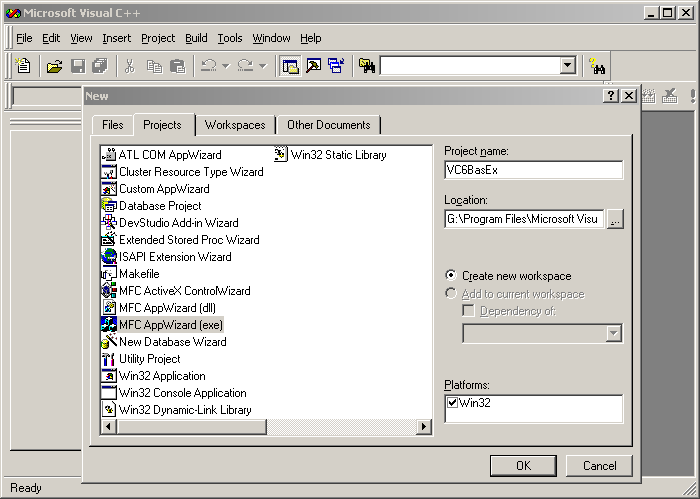 Microsoft Visual C++
File Edit View Insert Project Build Tools Window Help
New
Files Projects Workspaces Other Documents
ATL COM AppWizard
Cluster Resource Type Wizard
Custom AppWizard
Database Project
DevStudio Add-in Wizard
Extended Stored Proc Wizard
ISAPI Extension Wizard
Makefile
MFC ActiveX ControlWizard
MFC AppWizard (dll)
MFC AppWizard (exe)
New Database Wizard
Utility Project
Win32 Application
Win32 Console Application
Win32 Dynamic-Link Library
Win32 Static Library
Project name:
VC6BasEx
Location:
G:\Program Files\Microsoft Visu
...
Create new workspace
Add to current workspace
Dependency of:
Platforms:
Win32
OK Cancel
Ready